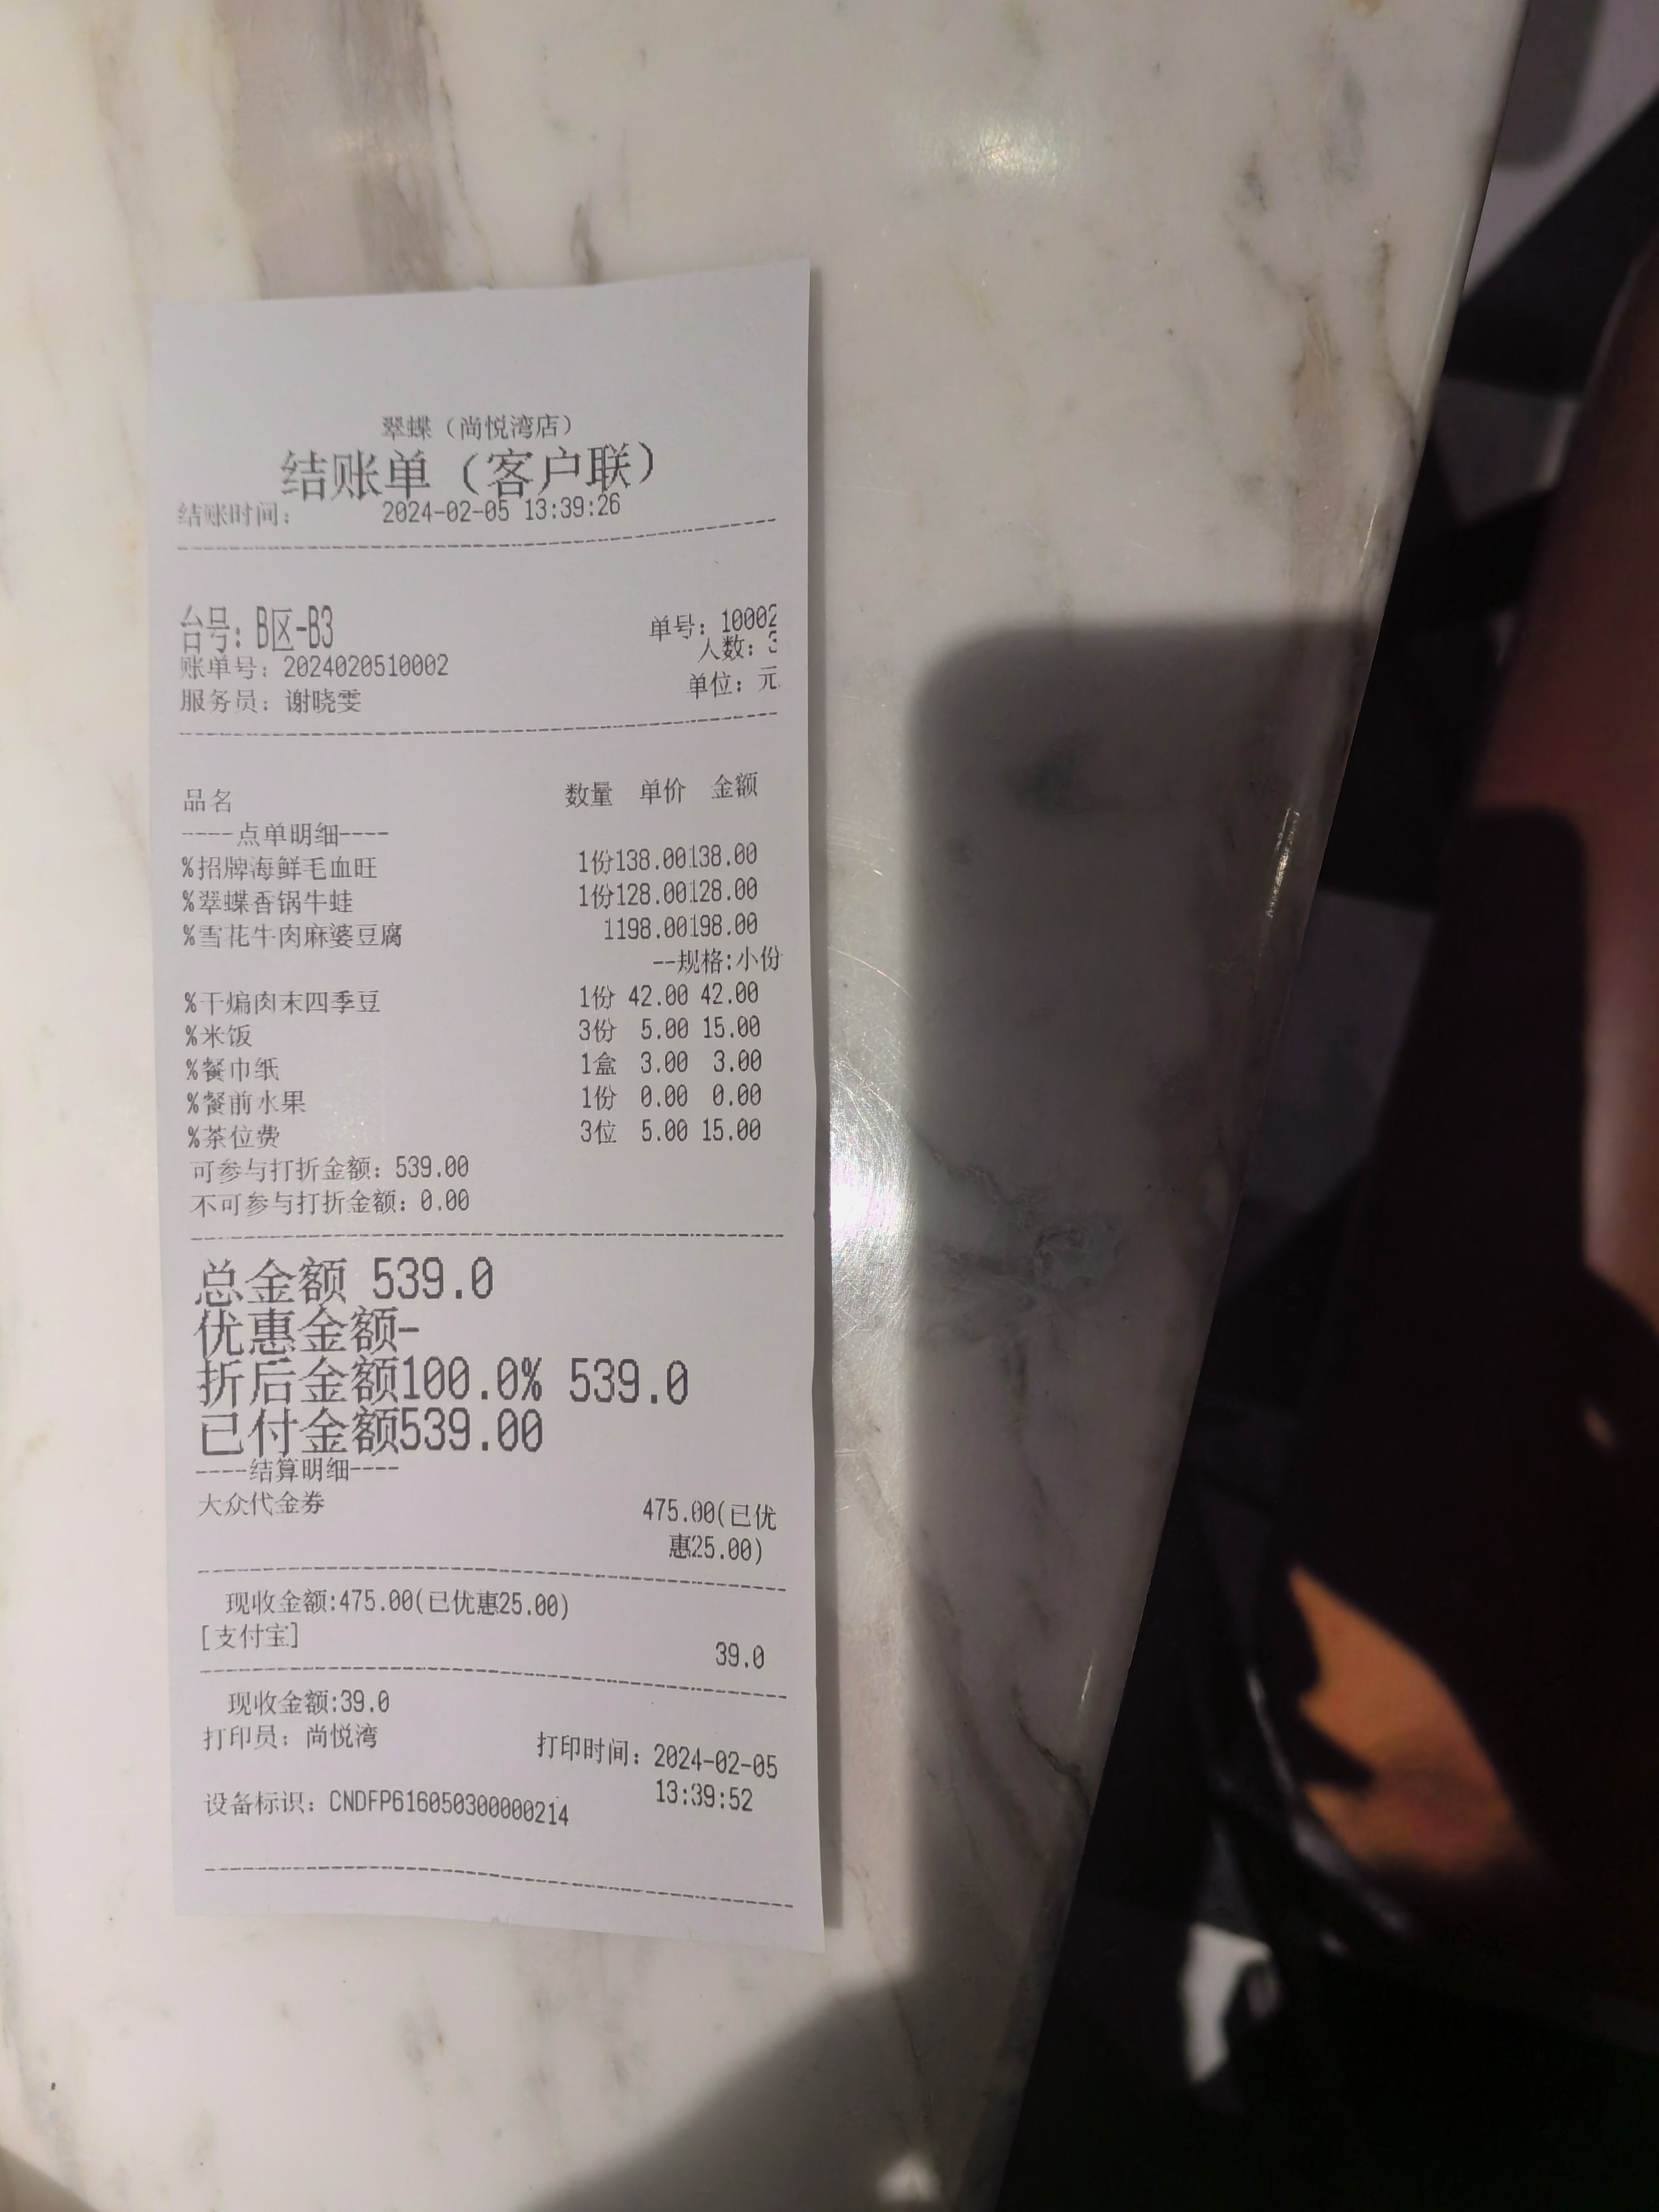 翠蝶（尚悦湾店）
结账单（客户联）
结账时间： 2024-02-05 13:39:26
台号：B区-B3 单号：10002
人数：3
账单号：2024020510002
单位：元
服务员：谢晓雯
品名 数量 单价 金额
----点单明细----
%招牌海鲜毛血旺 1份138.00138.00
%翠蝶香锅牛蛙 1份128.00128.00
%雪花牛肉麻婆豆腐 1198.00198.00
--规格:小份
%干煸肉末四季豆 1份 42.00 42.00
%米饭 3份 5.00 15.00
%餐巾纸 1盒 3.00 3.00
%餐前水果 1份 0.00 0.00
%茶位费 3位 5.00 15.00
可参与打折金额：539.00
不可参与打折金额：0.00
总金额 539.0
优惠金额-
折后金额100.0% 539.0
已付金额539.00
----结算明细----
大众代金券 475.00(已优
惠25.00)
现收金额:475.00(已优惠25.00)
[支付宝] 39.0
现收金额:39.0
打印员：尚悦湾 打印时间：2024-02-05
13:39:52
设备标识：CNDFP616050300000214